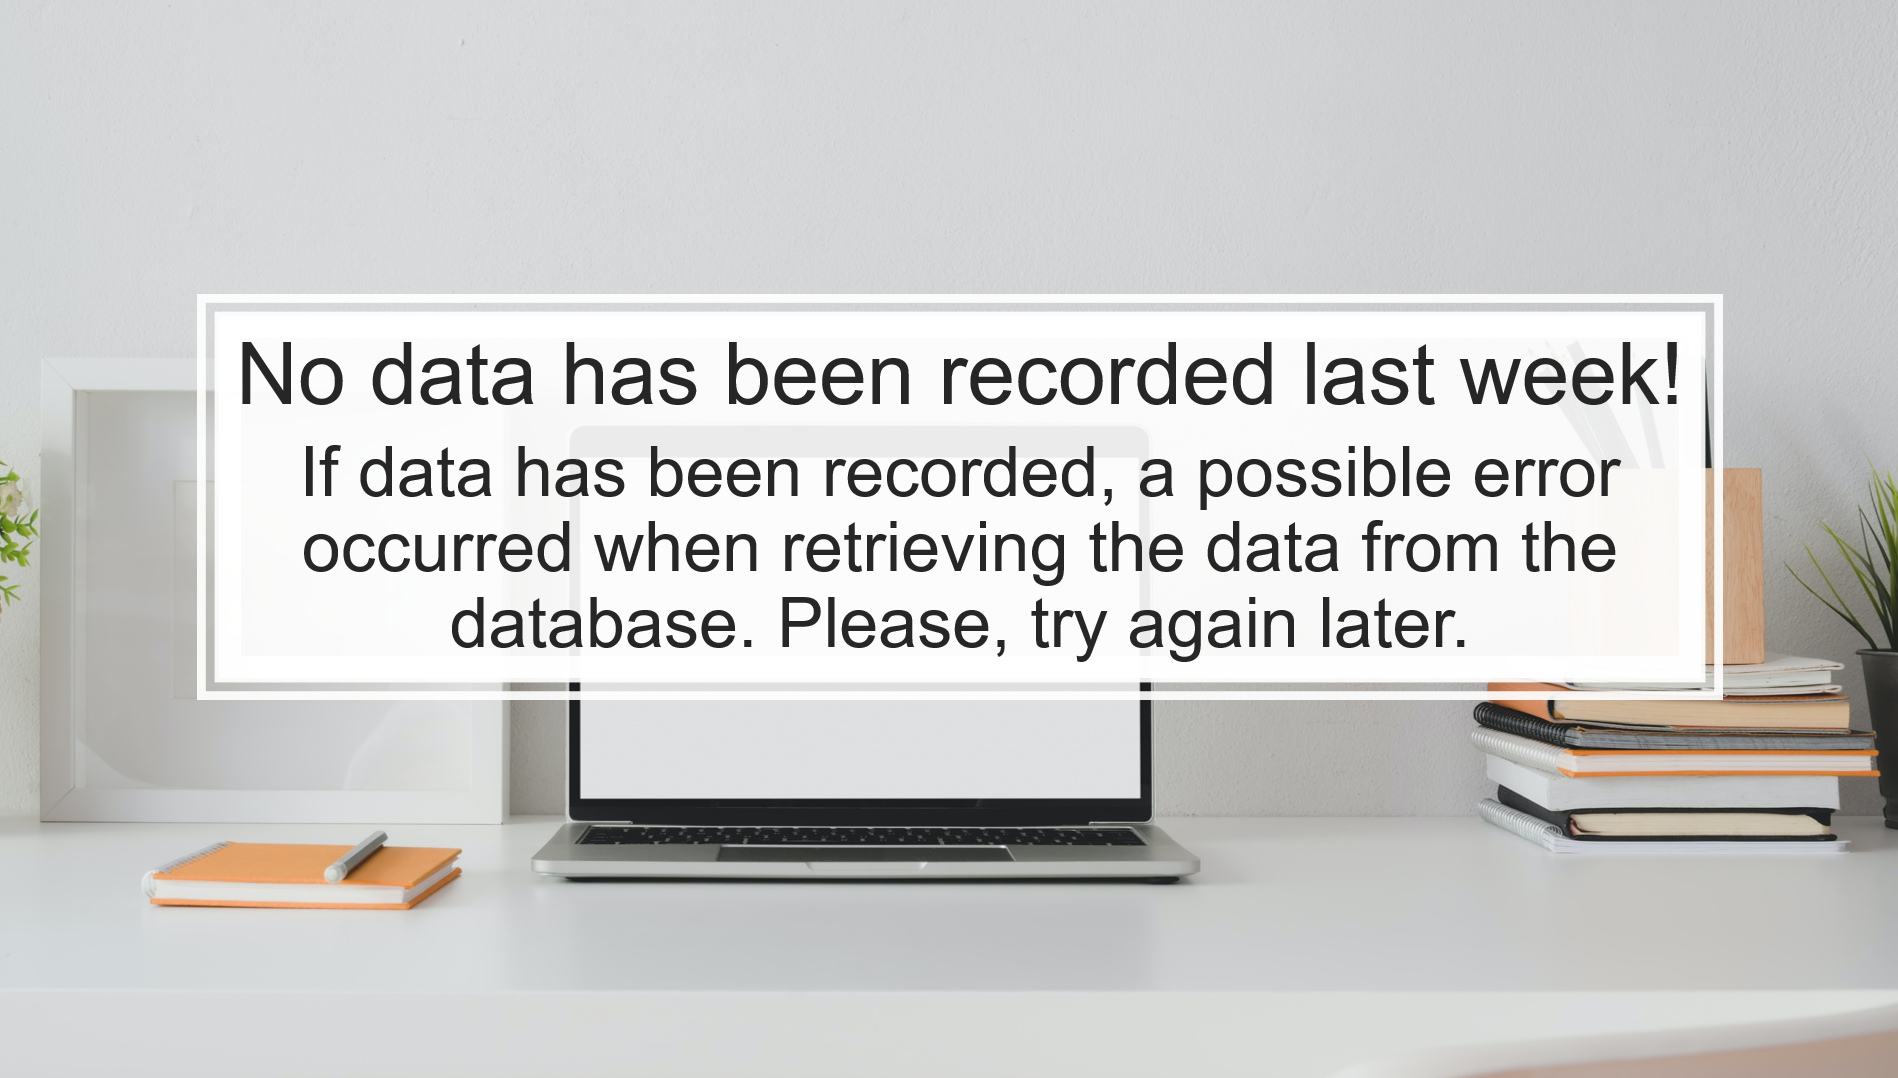 No data has been recorded last week!
If data has been recorded, a possible error
occurred when retrieving the data from the
database. Please, try again later.